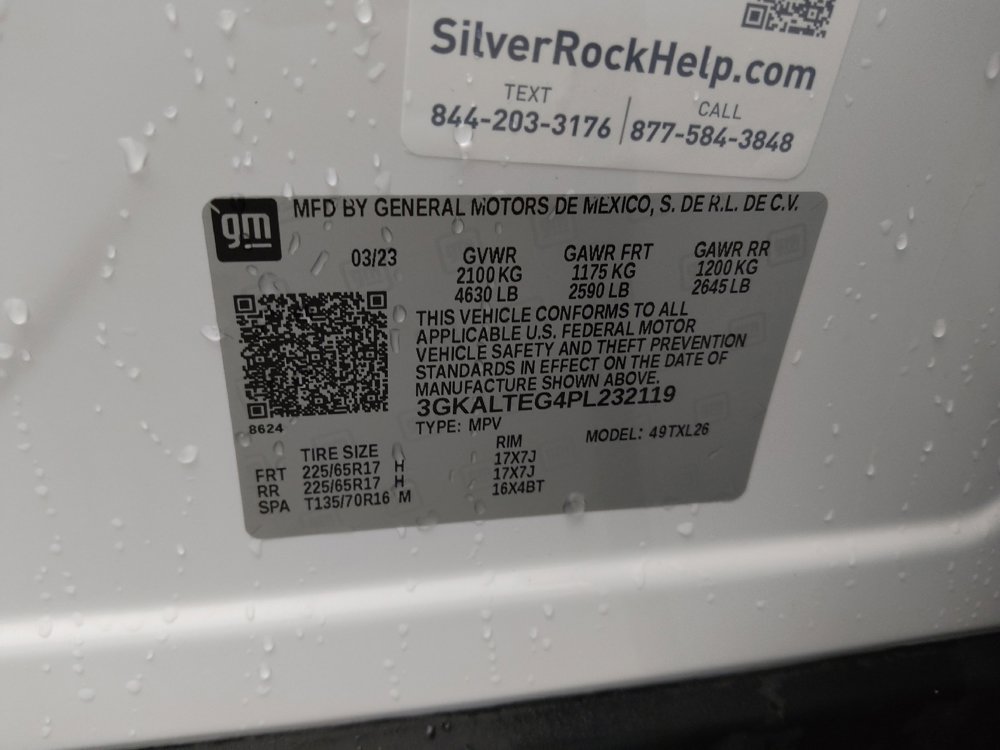 SilverRockHelp.com
TEXT
844-203-3176
CALL
877-584-3848
gm
MFD BY GENERAL MOTORS DE MEXICO, S. DE R.L. DE C.V.
03/23 GVWR GAWR FRT GAWR RR
2100 KG 1175 KG 1200 KG
4630 LB 2590 LB 2645 LB
THIS VEHICLE CONFORMS TO ALL
APPLICABLE U.S. FEDERAL MOTOR
VEHICLE SAFETY AND THEFT PREVENTION
STANDARDS IN EFFECT ON THE DATE OF
MANUFACTURE SHOWN ABOVE.
3GKALTEG4PL232119
8624
TYPE: MPV MODEL: 49TXL26
TIRE SIZE RIM
FRT 225/65R17 H 17X7J
RR 225/65R17 H 17X7J
SPA T135/70R16 M 16X4BT